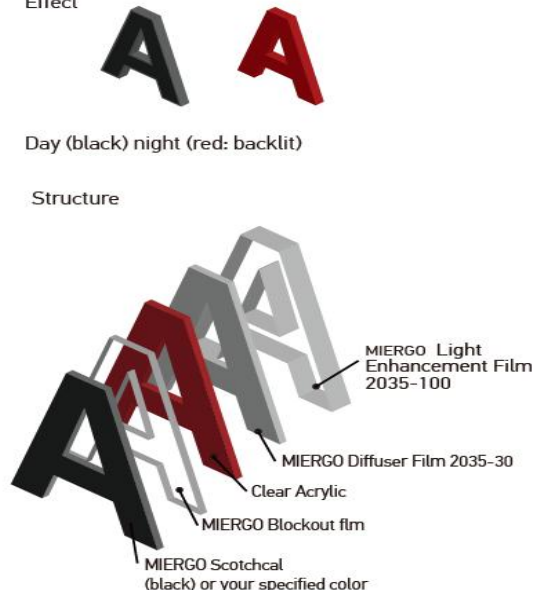 Effect
Day (black) night (red: backlit)
Structure
MIERGO Light
Enhancement Film
2035-100
MIERGO Diffuser Film 2035-30
Clear Acrylic
MIERGO Blockout flm
MIERGO Scotchcal
(black) or your specified color